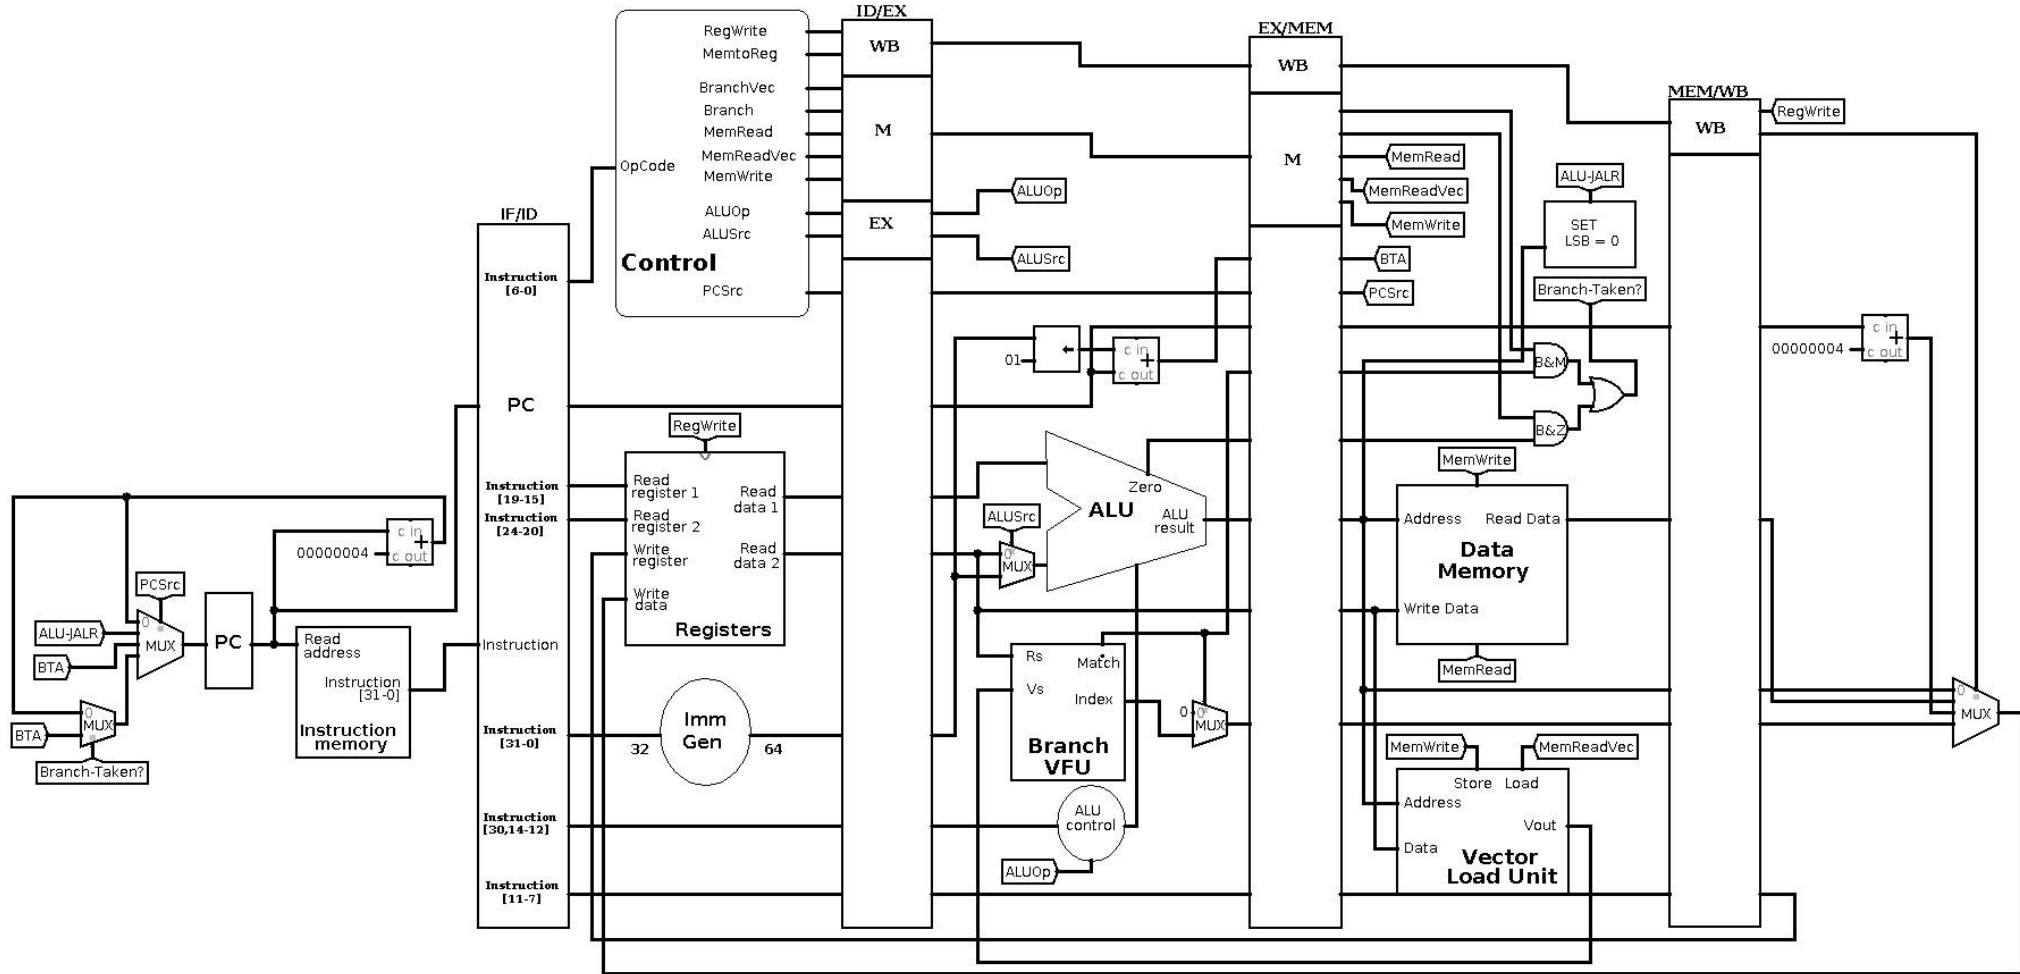 ID/EX
EX/MEM
MEM/WB
IF/ID
RegWrite
MemtoReg
BranchVec
Branch
MemRead
MemReadVec
MemWrite
OpCode
ALUOp
ALUSrc
Control
PCSrc
WB
M
EX
ALUOp
ALUSrc
WB
M
MemRead
MemReadVec
MemWrite
BTA
PCSrc
WB
RegWrite
ALU-JALR
SET
LSB = 0
Branch-Taken?
B&M
B&Z
00000004
c in
+
c out
Instruction
[6-0]
PC
Instruction
[19-15]
Instruction
[24-20]
Instruction
Instruction
[31-0]
Instruction
[30,14-12]
Instruction
[11-7]
00000004
c in
+
c out
PCSrc
0
MUX
ALU-JALR
BTA
PC
Read
address
Instruction
[31-0]
Instruction
memory
0
MUX
BTA
Branch-Taken?
RegWrite
Read
register 1
Read
register 2
Write
register
Write
data
Read
data 1
Read
data 2
Registers
32
Imm
Gen
64
01
c in
+
c out
ALUSrc
0
MUX
Zero
ALU
ALU
result
Rs
Vs
Match
Index
Branch
VFU
0
0
MUX
ALU
control
ALUOp
MemWrite
Address
Read Data
Data
Memory
Write Data
MemRead
MemWrite
MemReadVec
Store
Load
Address
Vout
Data
Vector
Load Unit
0
MUX